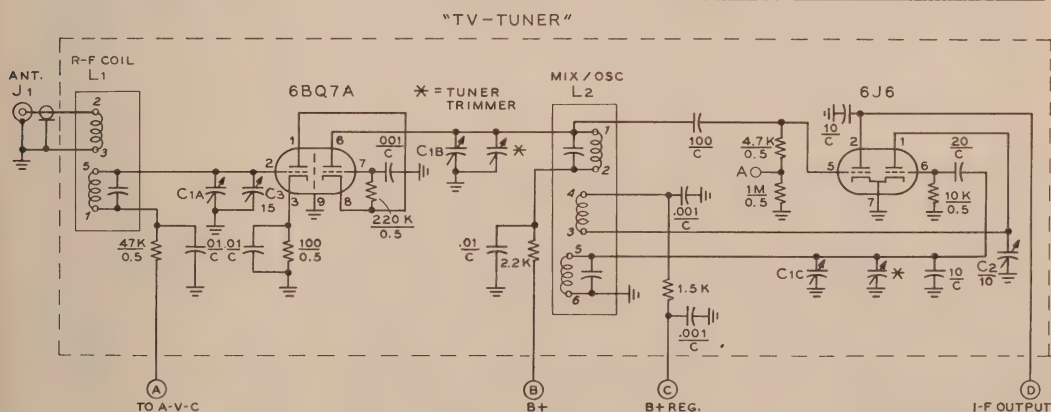 "TV-TUNER"
R-F COIL
L1
ANT.
J1
2
3
5
1
C1A
C3
15
47K
0.5
.01
C
.01
C
100
0.5
6BQ7A
1
6
2
7
3
9
8
.001
C
220K
0.5
* = TUNER
TRIMMER
C1B
*
MIX/OSC
L2
1
2
4
3
5
6
.01
C
2.2K
.001
C
1.5K
.001
C
100
C
4.7K
0.5
A
1M
0.5
6J6
10
C
2
1
5
6
7
20
C
10K
0.5
C1C
*
10
C
C2
10
A
TO A-V-C
B
B+
C
B+ REG.
D
I-F OUTPUT